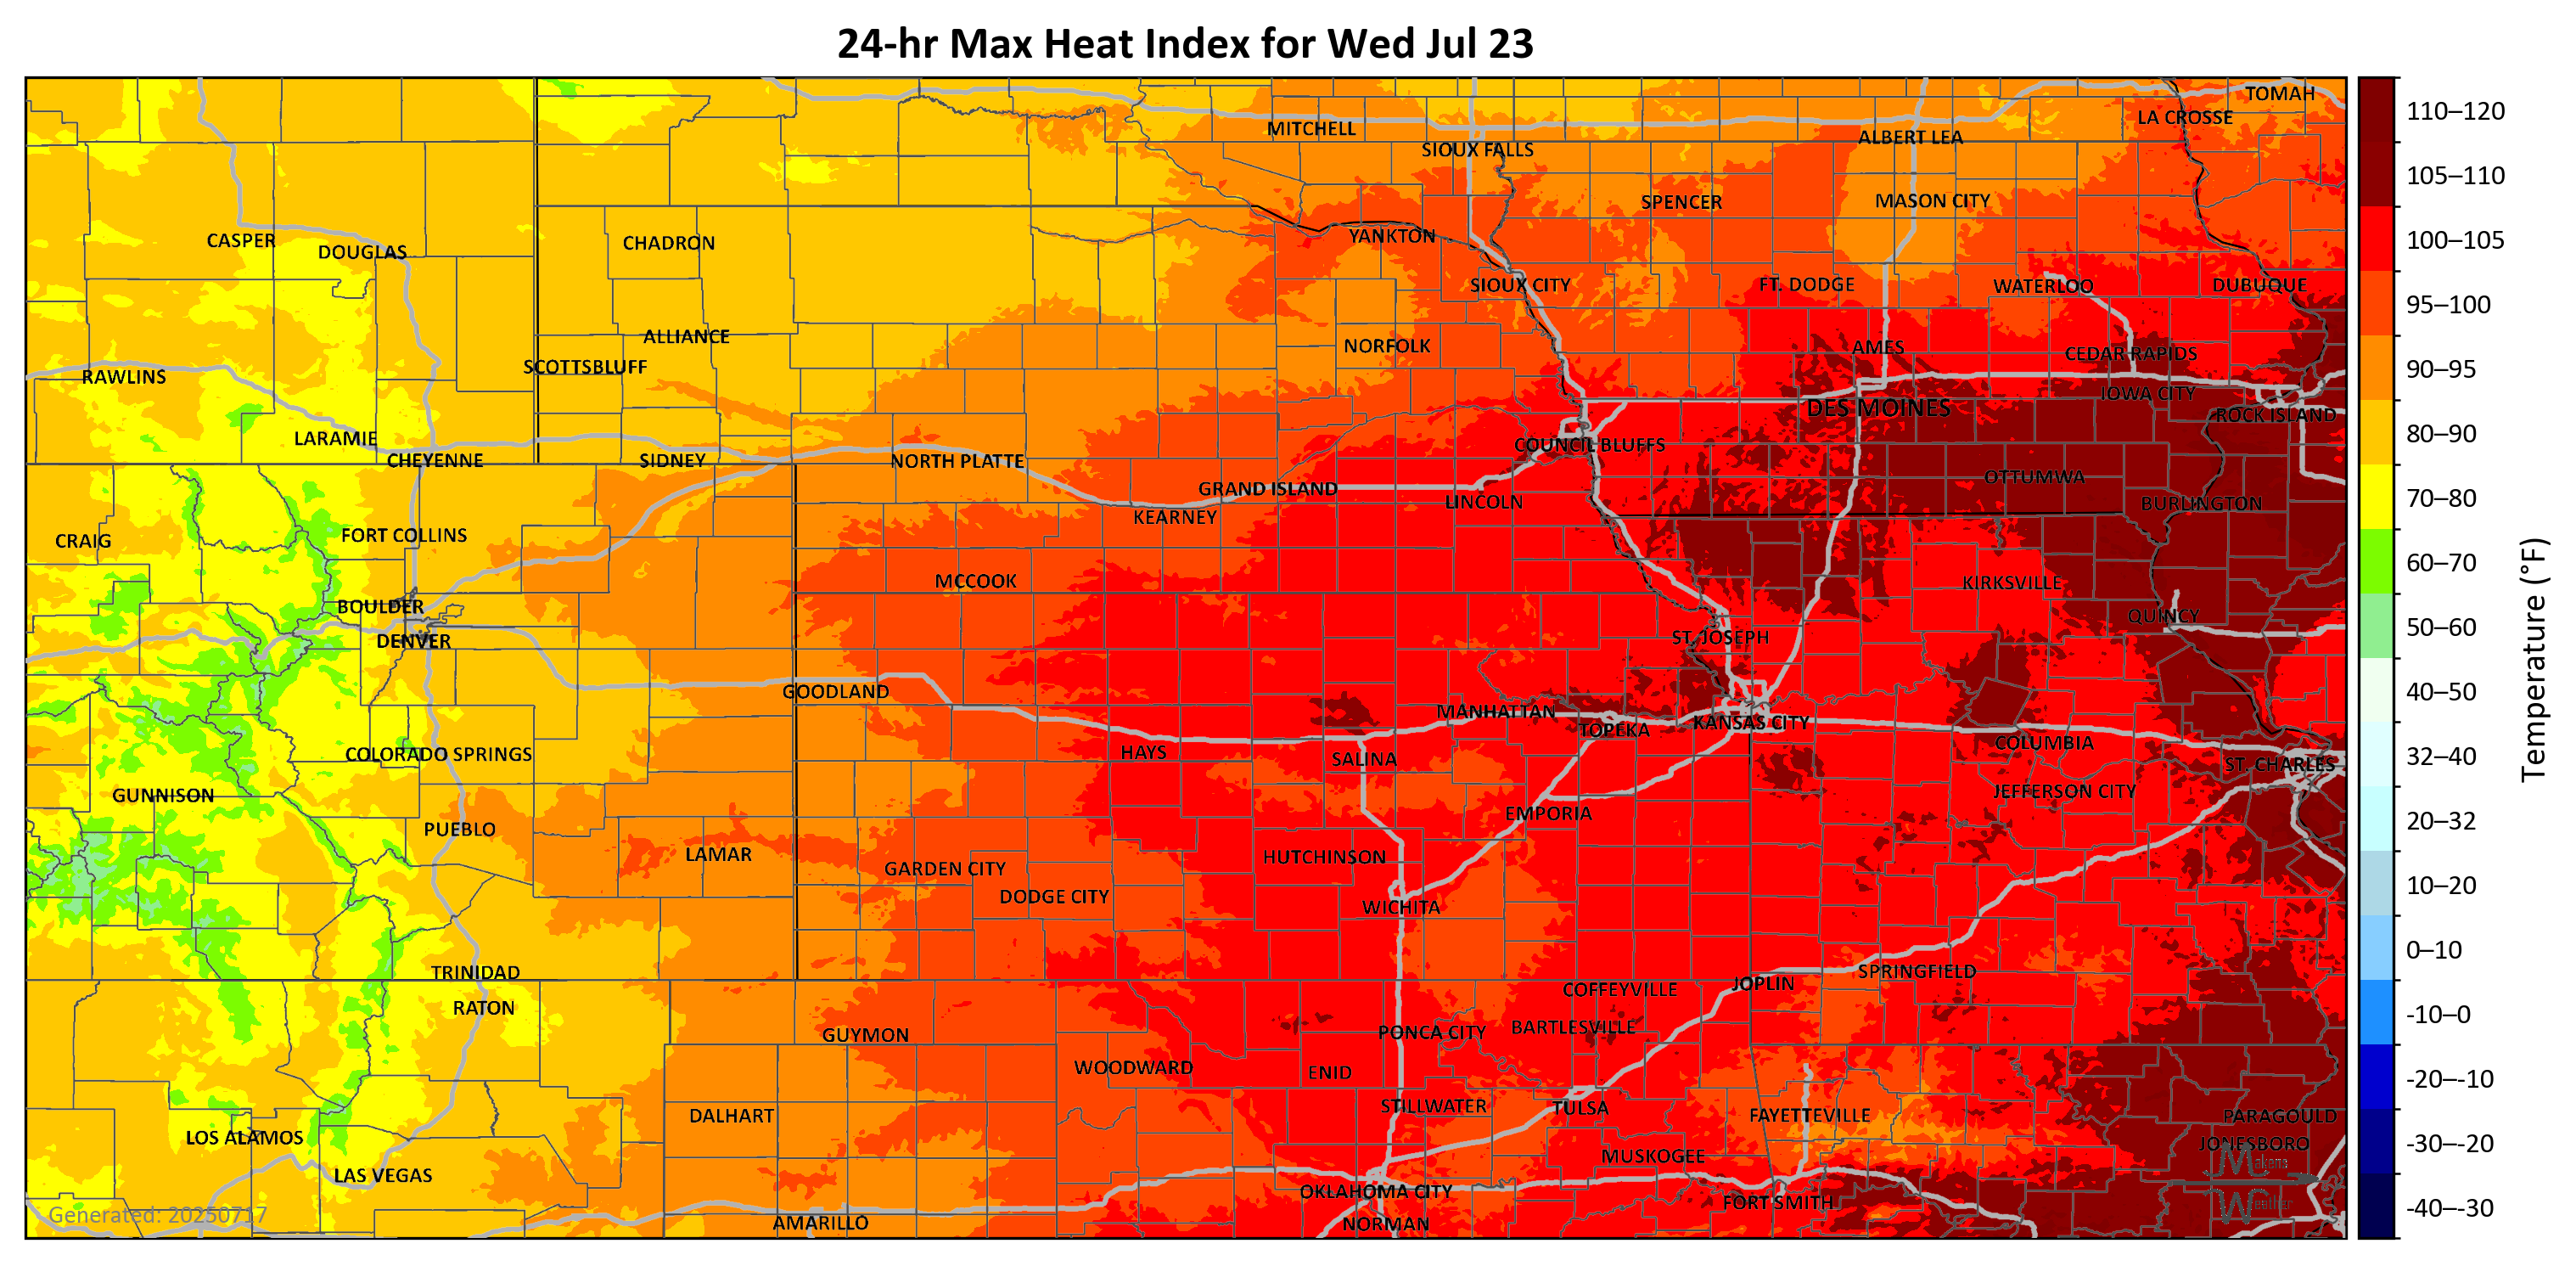 24-hr Max Heat Index for Wed Jul 23
TOMAH
LA CROSSE
MITCHELL
ALBERT LEA
SIOUX FALLS
SPENCER
MASON CITY
CASPER
DOUGLAS
CHADRON
YANKTON
SIOUX CITY
FT. DODGE
WATERLOO
DUBUQUE
ALLIANCE
NORFOLK
AMES
CEDAR RAPIDS
SCOTTSBLUFF
RAWLINS
IOWA CITY
DES MOINES
ROCK ISLAND
LARAMIE
COUNCIL BLUFFS
CHEYENNE
SIDNEY
NORTH PLATTE
OTTUMWA
GRAND ISLAND
LINCOLN
BURLINGTON
KEARNEY
FORT COLLINS
CRAIG
MCCOOK
KIRKSVILLE
BOULDER
QUINCY
DENVER
ST. JOSEPH
GOODLAND
MANHATTAN
KANSAS CITY
TOPEKA
COLUMBIA
COLORADO SPRINGS
HAYS
SALINA
ST. CHARLES
GUNNISON
JEFFERSON CITY
EMPORIA
PUEBLO
LAMAR
HUTCHINSON
GARDEN CITY
DODGE CITY
WICHITA
TRINIDAD
SPRINGFIELD
JOPLIN
COFFEYVILLE
RATON
GUYMON
PONCA CITY
BARTLESVILLE
WOODWARD
ENID
STILLWATER
TULSA
DALHART
FAYETTEVILLE
PARAGOULD
LOS ALAMOS
JONESBORO
MUSKOGEE
LAS VEGAS
OKLAHOMA CITY
FORT SMITH
AMARILLO
NORMAN
Makens
Weather
Generated: 20250717
110–120
105–110
100–105
95–100
90–95
80–90
70–80
60–70
50–60
40–50
32–40
20–32
10–20
0–10
-10–0
-20–-10
-30–-20
-40–-30
Temperature (°F)